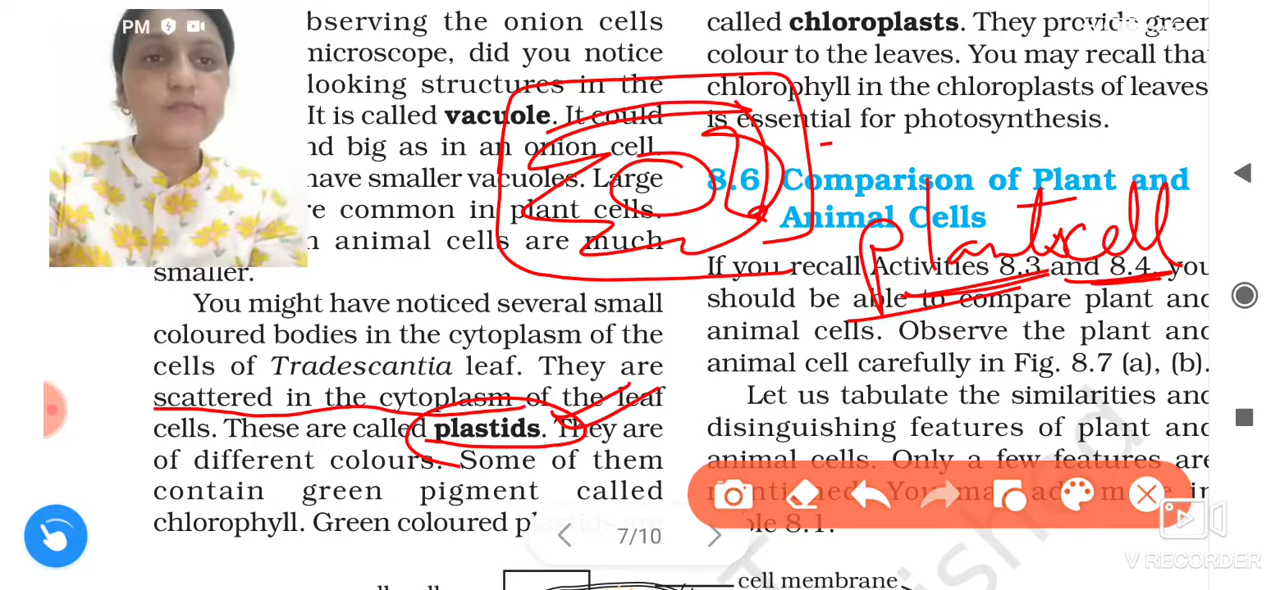 PM
bserving the onion cells
microscope, did you notice
looking structures in the
It is called vacuole. It could
nd big as in an onion cell.
have smaller vacuoles. Large
re common in plant cells.
n animal cells are much
smaller.
You might have noticed several small
coloured bodies in the cytoplasm of the
cells of Tradescantia leaf. They are
scattered in the cytoplasm of the leaf
cells. These are called plastids. They are
of different colours. Some of them
contain green pigment called
chlorophyll. Green coloured plastids are
called chloroplasts. They provide green
colour to the leaves. You may recall tha
chlorophyll in the chloroplasts of leaves
is essential for photosynthesis.
8.6 Comparison of Plant and
Animal Cells
plant cell
If you recall Activities 8.3 and 8.4, you
should be able to compare plant and
animal cells. Observe the plant and
animal cell carefully in Fig. 8.7 (a), (b).
Let us tabulate the similarities and
disinguishing features of plant and
animal cells. Only a few features are
in
ble 8.1.
7/10
V RECORDER
cell membrane